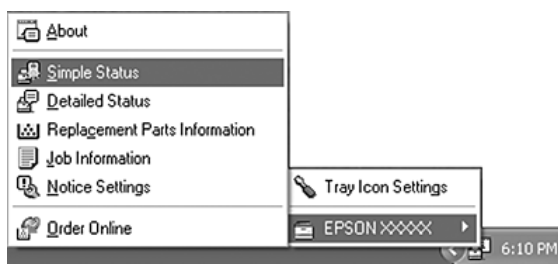 About
Simple Status
Detailed Status
Replacement Parts Information
Job Information
Notice Settings
Order Online
Tray Icon Settings
EPSON XXXXX
6:10 PM